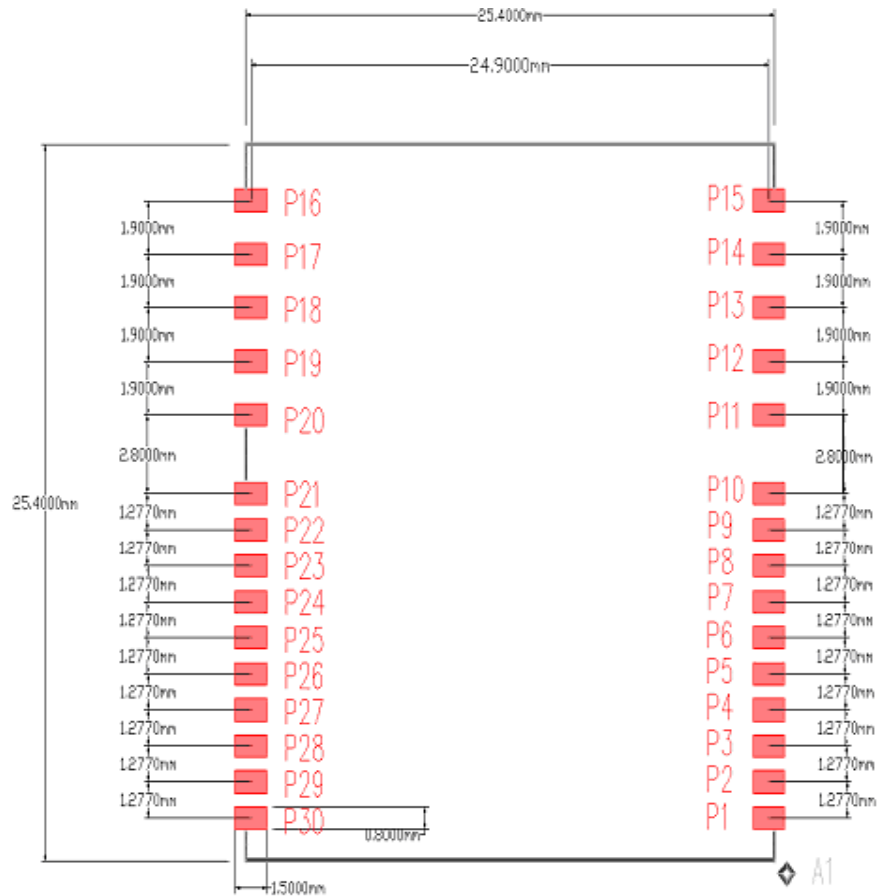 25.4000mm
24.9000mm
P16 P15
1.9000mm 1.9000mm
P17 P14
1.9000mm 1.9000mm
P18 P13
1.9000mm 1.9000mm
P19 P12
1.9000mm 1.9000mm
P20 P11
2.8000mm 2.8000mm
P21 P10
25.4000mm
1.2770mm 1.2770mm
P22 P9
1.2770mm 1.2770mm
P23 P8
1.2770mm 1.2770mm
P24 P7
1.2770mm 1.2770mm
P25 P6
1.2770mm 1.2770mm
P26 P5
1.2770mm 1.2770mm
P27 P4
1.2770mm 1.2770mm
P28 P3
1.2770mm 1.2770mm
P29 P2
1.2770mm 1.2770mm
P30 P1
0.8000mm
A1
1.5000mm